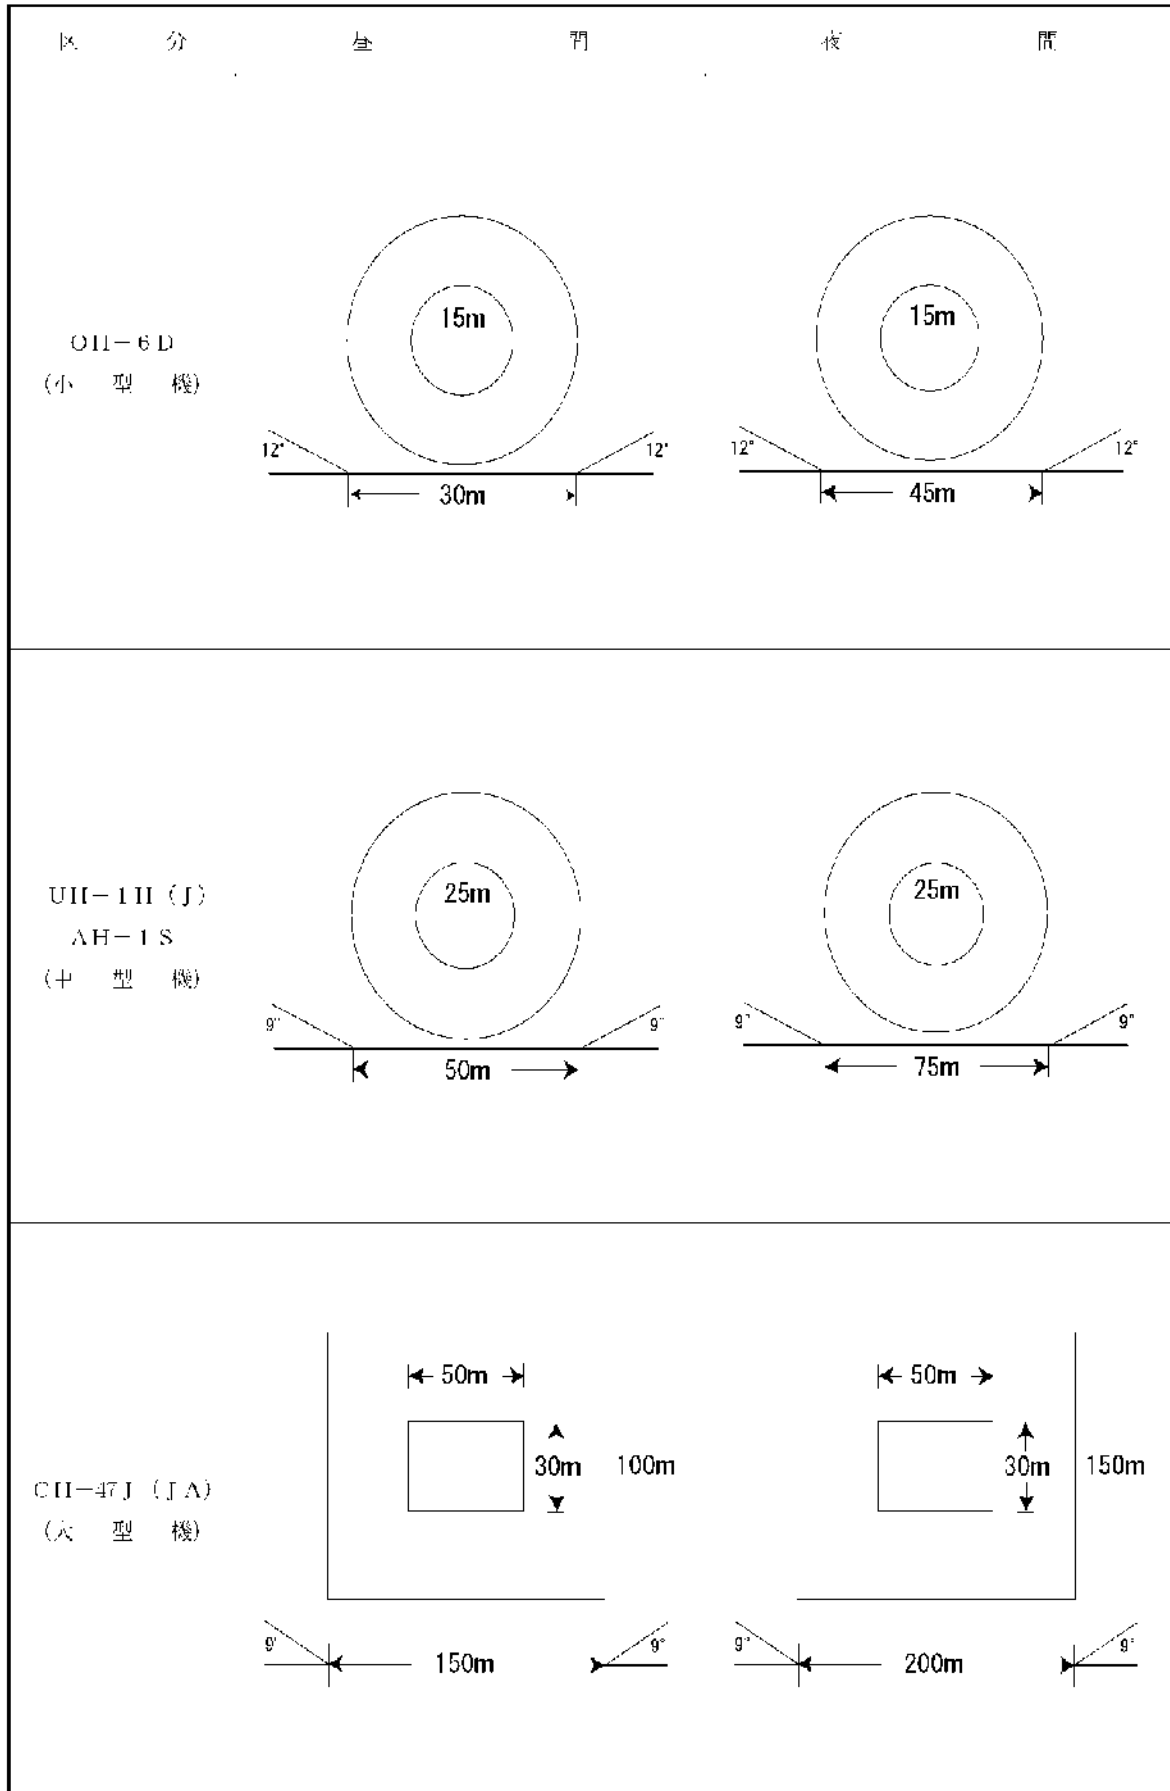 区 分 昼 間 夜 間
OH-6D
(小 型 機)
15m
12°
12°
30m
15m
12°
12°
45m
UH-1H (J)
AH-1S
(中 型 機)
25m
9°
9°
50m
25m
9°
9°
75m
CH-47J (JA)
(大 型 機)
50m
30m
100m
9°
9°
150m
50m
30m
150m
9°
9°
200m